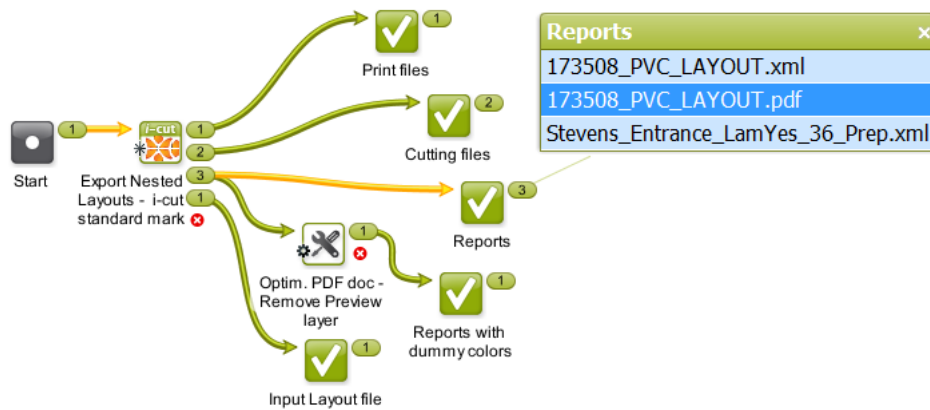 1
Print files
Reports
×
173508_PVC_LAYOUT.xml
173508_PVC_LAYOUT.pdf
Stevens_Entrance_LamYes_36_Prep.xml
2
Cutting files
1
Start
i-cut
1
2
3
1
Export Nested
Layouts - i-cut
standard mark
3
Reports
1
Optim. PDF doc -
Remove Preview
layer
1
Reports with
dummy colors
1
Input Layout file